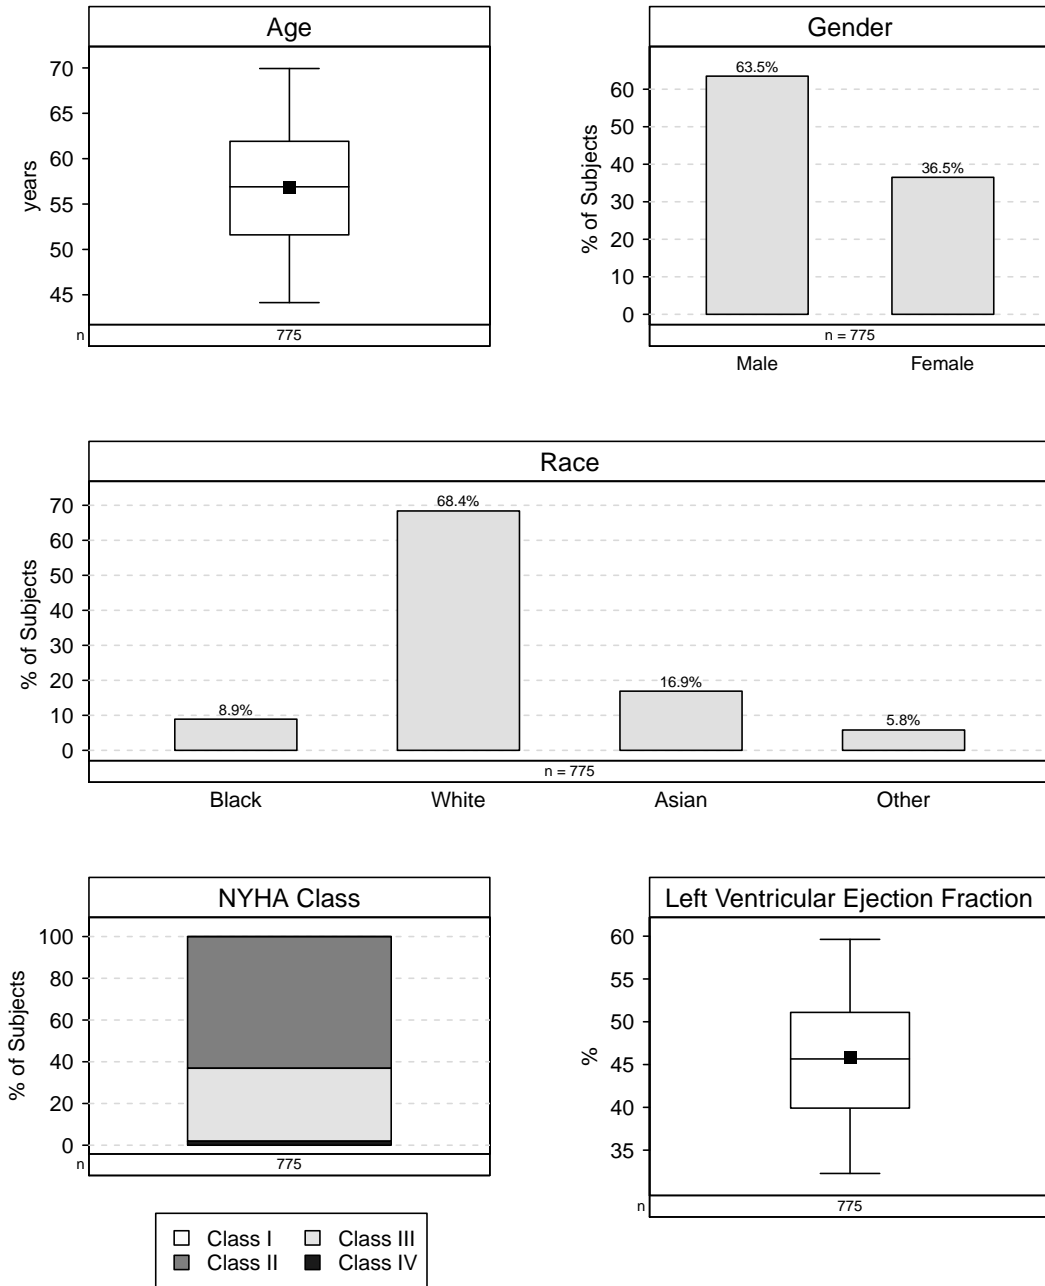 Age
years
70
65
60
55
50
45
n 775
Gender
% of Subjects
60
50
40
30
20
10
0
63.5%
36.5%
n = 775
Male Female
Race
% of Subjects
70
60
50
40
30
20
10
0
8.9%
68.4%
16.9%
5.8%
n = 775
Black White Asian Other
NYHA Class
% of Subjects
100
80
60
40
20
0
n 775
Class I Class III
Class II Class IV
Left Ventricular Ejection Fraction
%
60
55
50
45
40
35
n 775